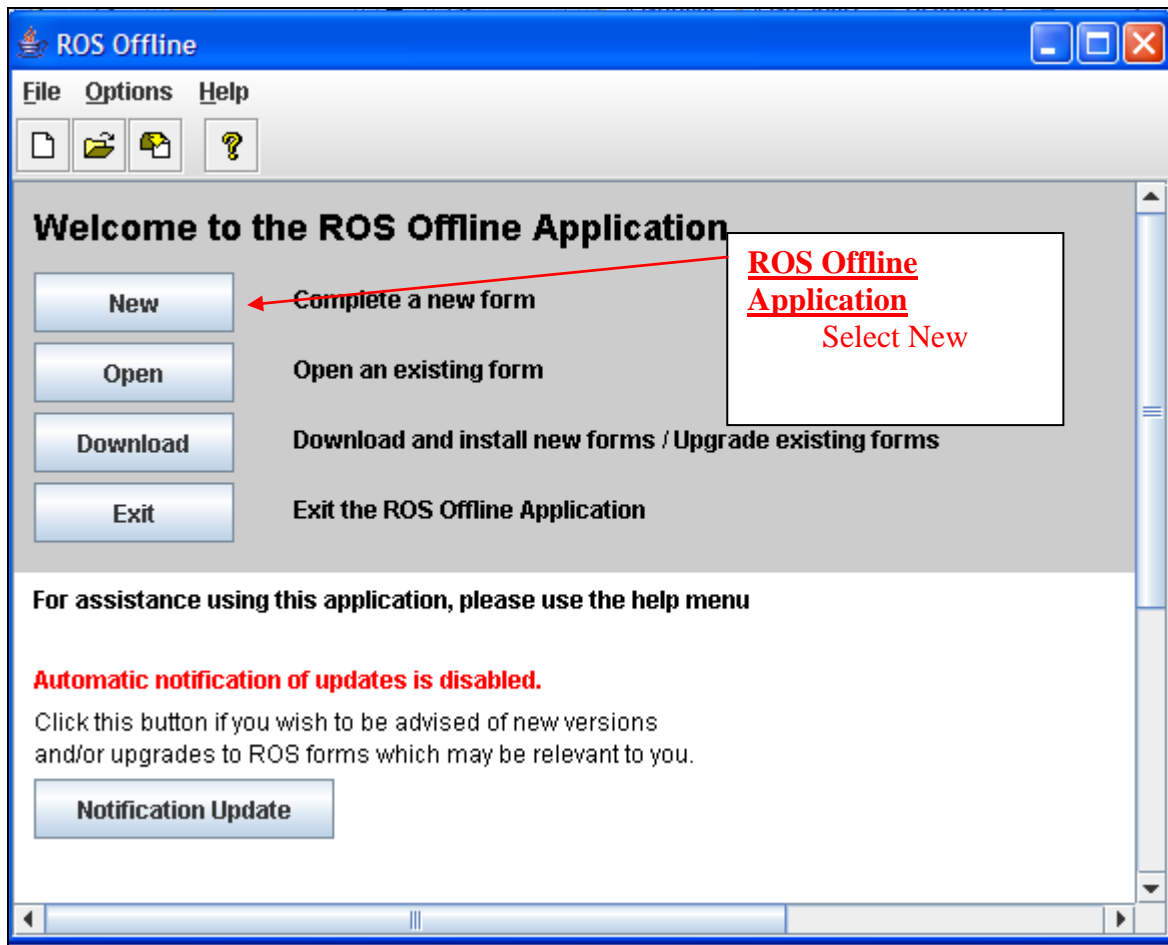 ROS Offline
File Options Help
Welcome to the ROS Offline Application
New Complete a new form
Open Open an existing form
Download Download and install new forms / Upgrade existing forms
Exit Exit the ROS Offline Application
ROS Offline
Application
Select New
For assistance using this application, please use the help menu
Automatic notification of updates is disabled.
Click this button if you wish to be advised of new versions
and/or upgrades to ROS forms which may be relevant to you.
Notification Update